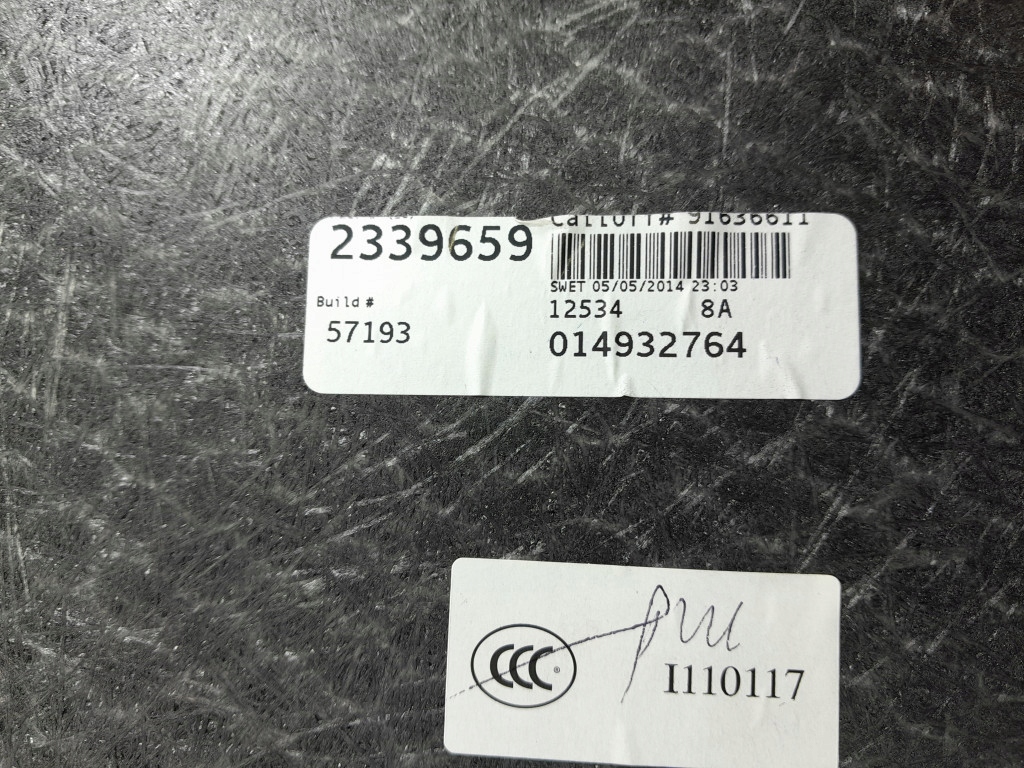 Calloff# 91636611
2339659
SWET 05/05/2014 23:03
Build #
12534 8A
57193
014932764
CCC®
I110117